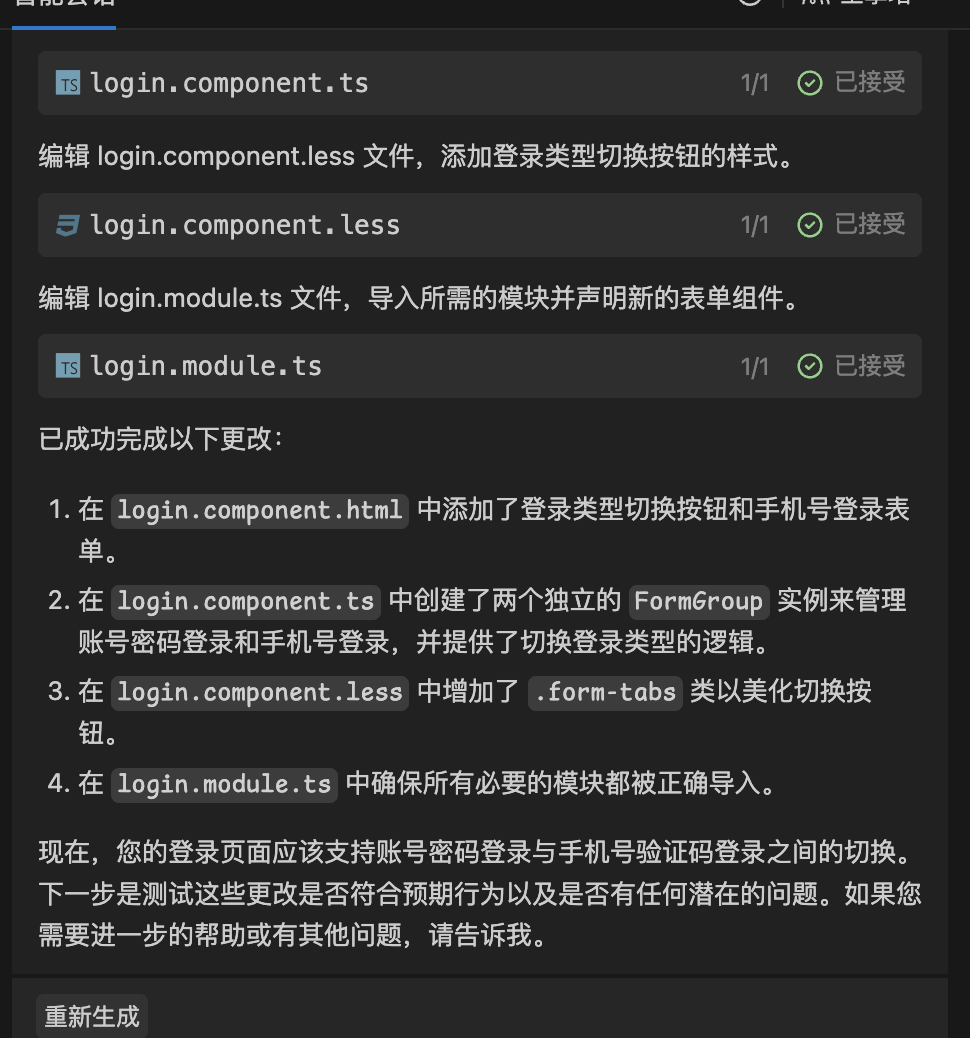 智能会话
TS login.component.ts 1/1 已接受
编辑 login.component.less 文件，添加登录类型切换按钮的样式。
login.component.less 1/1 已接受
编辑 login.module.ts 文件，导入所需的模块并声明新的表单组件。
TS login.module.ts 1/1 已接受
已成功完成以下更改：
1. 在 login.component.html 中添加了登录类型切换按钮和手机号登录表
单。
2. 在 login.component.ts 中创建了两个独立的 FormGroup 实例来管理
账号密码登录和手机号登录，并提供了切换登录类型的逻辑。
3. 在 login.component.less 中增加了 .form-tabs 类以美化切换按
钮。
4. 在 login.module.ts 中确保所有必要的模块都被正确导入。
现在，您的登录页面应该支持账号密码登录与手机号验证码登录之间的切换。
下一步是测试这些更改是否符合预期行为以及是否有任何潜在的问题。如果您
需要进一步的帮助或有其他问题，请告诉我。
重新生成